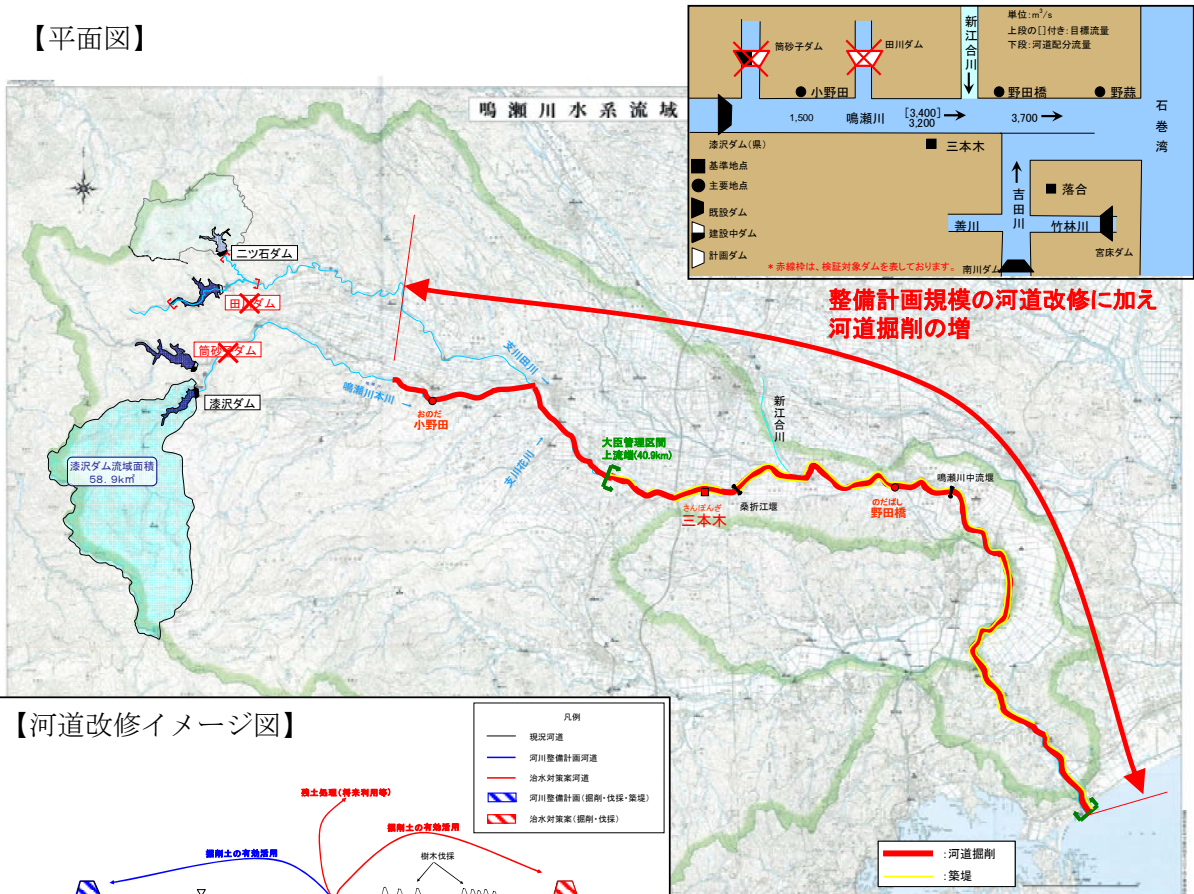 【平面図】
鳴瀬川水系流域
単位:m³/s
上段の[]付き:目標流量
下段:河道配分流量
新江合川
筒砂子ダム
田川ダム
小野田
野田橋
野蒜
1,500
鳴瀬川
[3,400]
3,200
3,700
石巻湾
漆沢ダム(県)
三本木
基準地点
主要地点
既設ダム
建設中ダム
計画ダム
吉田川
落合
善川
竹林川
宮床ダム
南川ダム
*赤線枠は、検証対象ダムを表しております。
整備計画規模の河道改修に加え
河道掘削の増
二ツ石ダム
田川ダム
筒砂子ダム
漆沢ダム
漆沢ダム流域面積
58.9k㎡
支川田川
鳴瀬川本川
おのだ
小野田
支川花川
新江合川
大臣管理区間
上流端(40.9km)
さんぼんぎ
三本木
桑折江堰
のだばし
野田橋
鳴瀬川中流堰
【河道改修イメージ図】
凡例
現況河道
河川整備計画河道
治水対策案河道
河川整備計画(掘削・伐採・築堤)
治水対策案(掘削・伐採)
残土処理(将来利用等)
掘削土の有効活用
掘削土の有効活用
樹木伐採
:河道掘削
:築堤